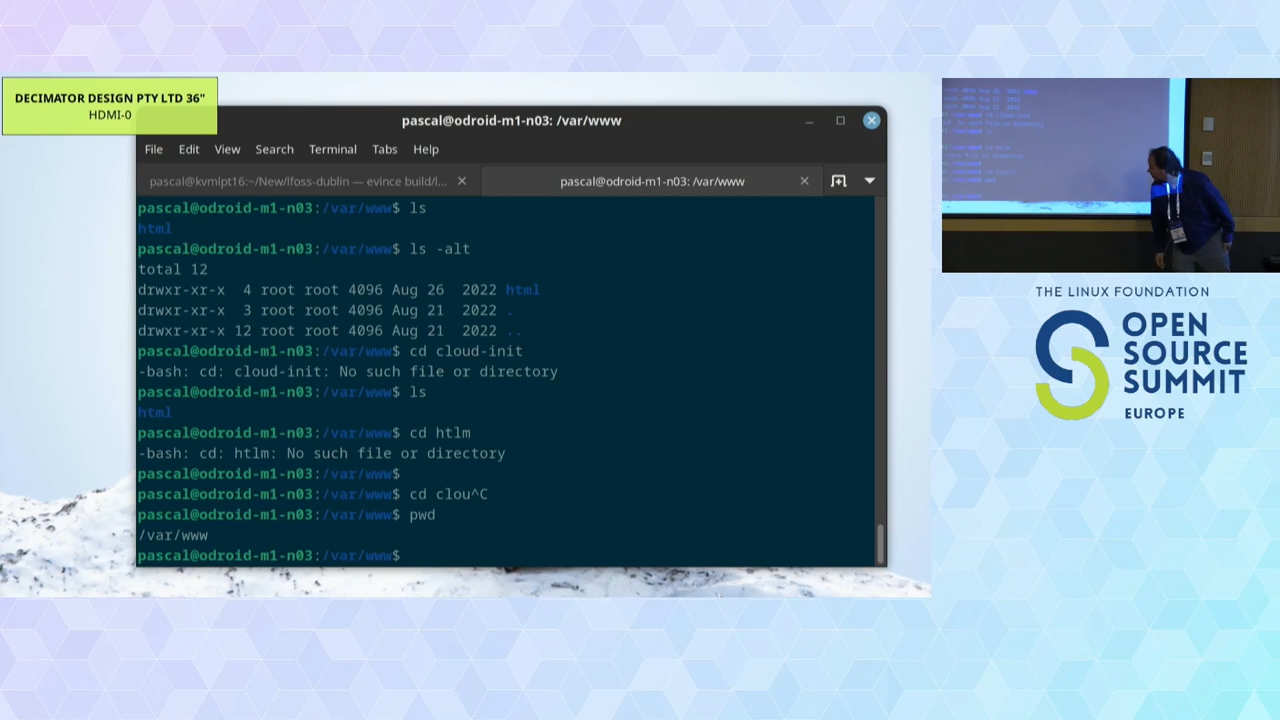 DECIMATOR DESIGN PTY LTD 36"
HDMI-0
pascal@odroid-m1-n03: /var/www
File Edit View Search Terminal Tabs Help
pascal@kvmlpt16:~/New/lfoss-dublin — evince build/l...
pascal@odroid-m1-n03: /var/www
pascal@odroid-m1-n03:/var/www$ ls
html
pascal@odroid-m1-n03:/var/www$ ls -alt
total 12
drwxr-xr-x  4 root root 4096 Aug 26  2022 html
drwxr-xr-x  3 root root 4096 Aug 21  2022 .
drwxr-xr-x 12 root root 4096 Aug 21  2022 ..
pascal@odroid-m1-n03:/var/www$ cd cloud-init
-bash: cd: cloud-init: No such file or directory
pascal@odroid-m1-n03:/var/www$ ls
html
pascal@odroid-m1-n03:/var/www$ cd htlm
-bash: cd: htlm: No such file or directory
pascal@odroid-m1-n03:/var/www$
pascal@odroid-m1-n03:/var/www$ cd clou^C
pascal@odroid-m1-n03:/var/www$ pwd
/var/www
pascal@odroid-m1-n03:/var/www$
THE LINUX FOUNDATION
OPEN
SOURCE
SUMMIT
EUROPE